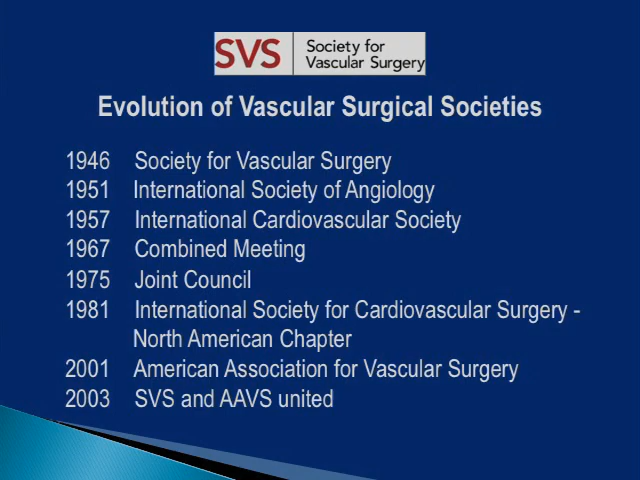 SVS
Society for
Vascular Surgery
Evolution of Vascular Surgical Societies
1946 Society for Vascular Surgery
1951 International Society of Angiology
1957 International Cardiovascular Society
1967 Combined Meeting
1975 Joint Council
1981 International Society for Cardiovascular Surgery -
North American Chapter
2001 American Association for Vascular Surgery
2003 SVS and AAVS united